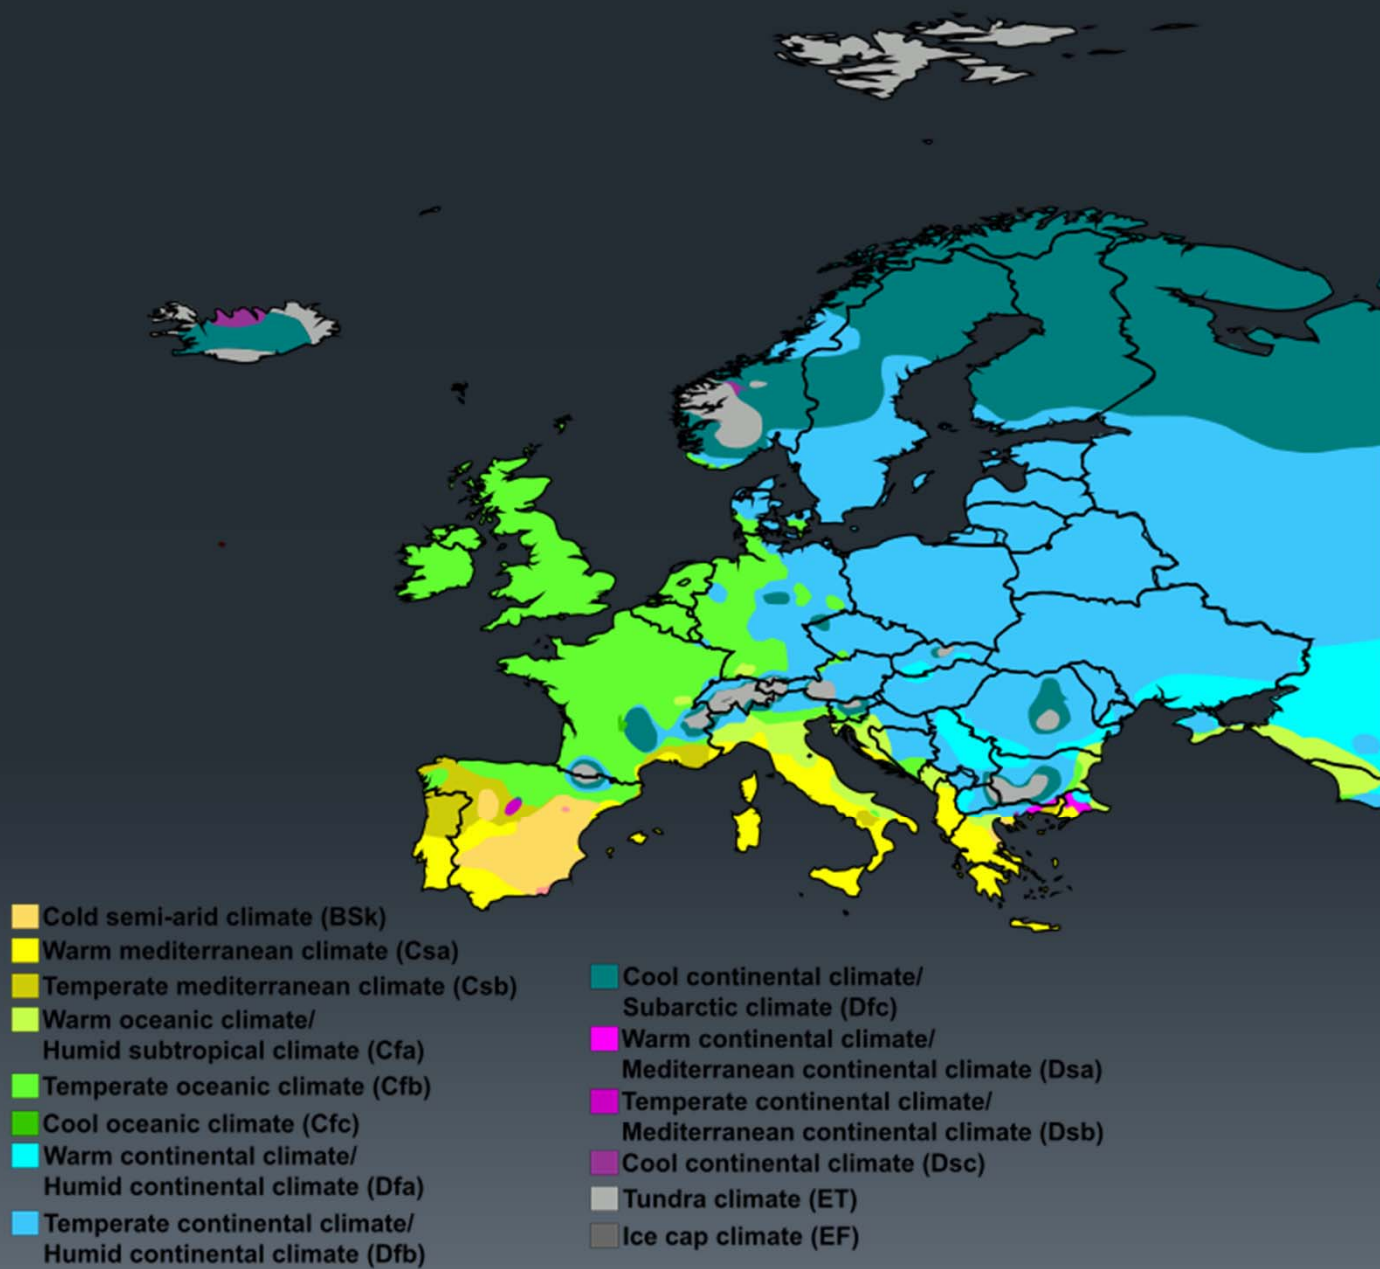 Cold semi-arid climate (BSk)
Warm mediterranean climate (Csa)
Temperate mediterranean climate (Csb)
Warm oceanic climate/
Humid subtropical climate (Cfa)
Temperate oceanic climate (Cfb)
Cool oceanic climate (Cfc)
Warm continental climate/
Humid continental climate (Dfa)
Temperate continental climate/
Humid continental climate (Dfb)
Cool continental climate/
Subarctic climate (Dfc)
Warm continental climate/
Mediterranean continental climate (Dsa)
Temperate continental climate/
Mediterranean continental climate (Dsb)
Cool continental climate (Dsc)
Tundra climate (ET)
Ice cap climate (EF)